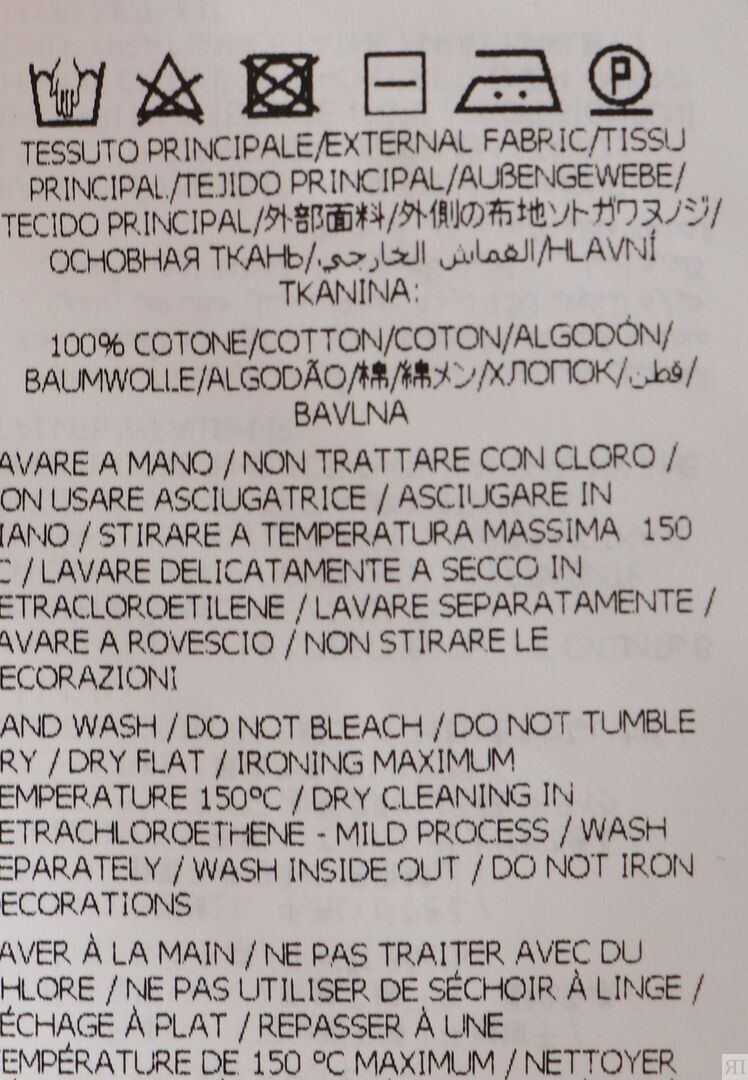 TESSUTO PRINCIPALE/EXTERNAL FABRIC/TISSU
PRINCIPAL/TEJIDO PRINCIPAL/AUßENGEWEBE/
TECIDO PRINCIPAL/外部面料/外側の布地ソトガワヌノジ/
ОСНОВНАЯ ТКАНЬ/القماش الخارجي/HLAVNÍ
TKANINA:
100% COTONE/COTTON/COTON/ALGODÓN/
BAUMWOLLE/ALGODÃO/棉/綿メン/ХЛОПОК/قطن/
BAVLNA
AVARE A MANO / NON TRATTARE CON CLORO /
ON USARE ASCIUGATRICE / ASCIUGARE IN
IANO / STIRARE A TEMPERATURA MASSIMA 150
C / LAVARE DELICATAMENTE A SECCO IN
ETRACLOROETILENE / LAVARE SEPARATAMENTE /
AVARE A ROVESCIO / NON STIRARE LE
ECORAZIONI
AND WASH / DO NOT BLEACH / DO NOT TUMBLE
RY / DRY FLAT / IRONING MAXIMUM
EMPERATURE 150°C / DRY CLEANING IN
ETRACHLOROETHENE - MILD PROCESS / WASH
EPARATELY / WASH INSIDE OUT / DO NOT IRON
ECORATIONS
AVER À LA MAIN / NE PAS TRAITER AVEC DU
HLORE / NE PAS UTILISER DE SÉCHOIR À LINGE /
ÉCHAGE À PLAT / REPASSER À UNE
EMPÉRATURE DE 150 °C MAXIMUM / NETTOYER